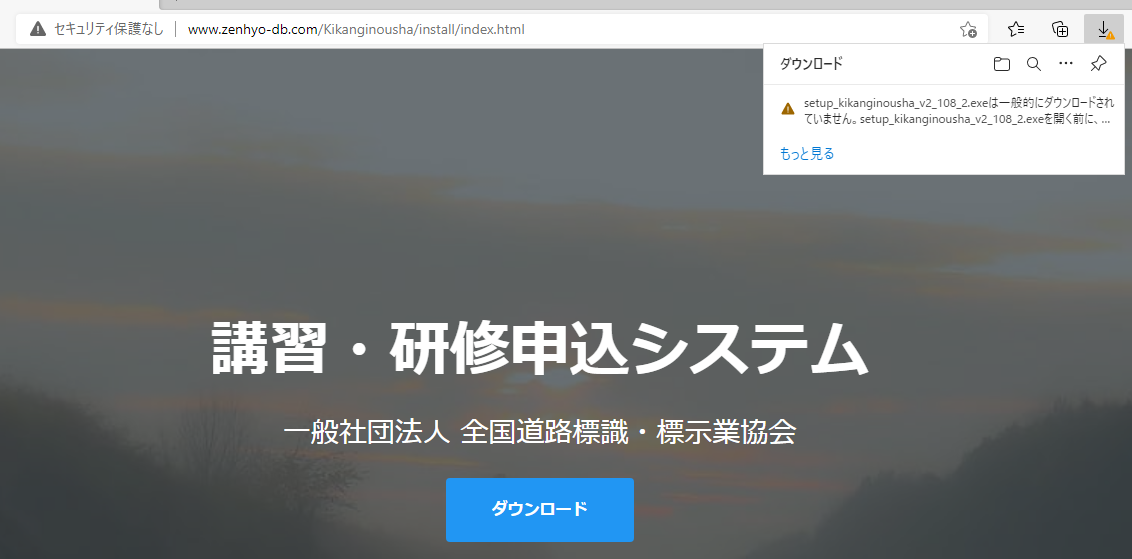 セキュリティ保護なし www.zenhyo-db.com/Kikanginousha/install/index.html
ダウンロード
setup_kikanginousha_v2_108_2.exeは一般的にダウンロードされ
ていません。setup_kikanginousha_v2_108_2.exeを開く前に、...
もっと見る
講習・研修申込システム
一般社団法人 全国道路標識・標示業協会
ダウンロード